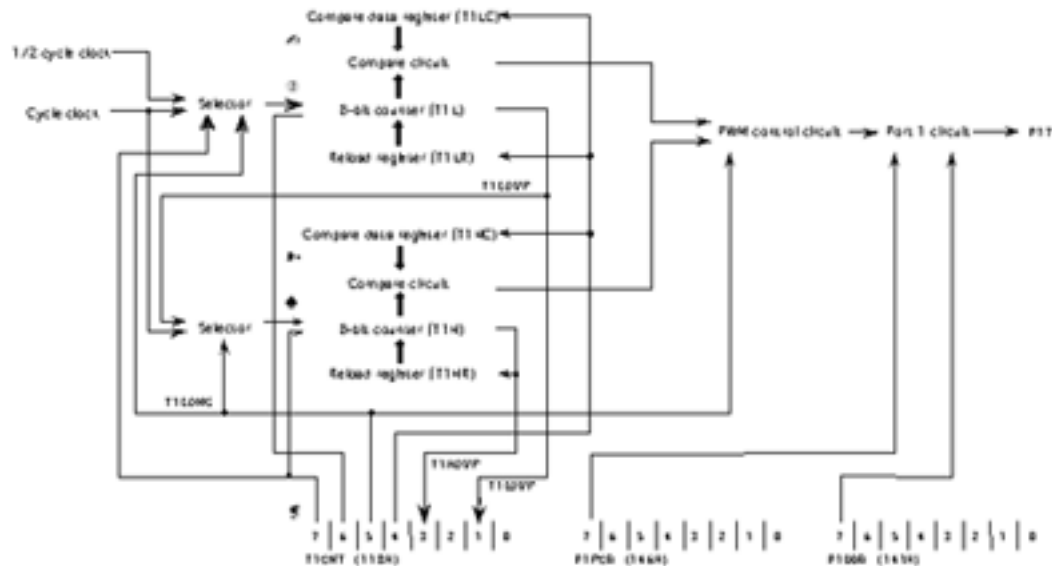 Compare data register (T1LC)
1/2 cycle clock
Compare circuit
Cycle clock
Selector
8-bit counter (T1L)
PWM control circuit
Port 1 circuit
P17
Reload register (T1LR)
T1LOVF
Compare data register (T1HC)
Compare circuit
Selector
8-bit counter (T1H)
Reload register (T1HR)
T1LONG
T1HOVF
T1LOVF
7 6 5 4 3 2 1 0
7 6 5 4 3 2 1 0
7 6 5 4 3 2 1 0
T1CNT
P1FCR
P1DDR